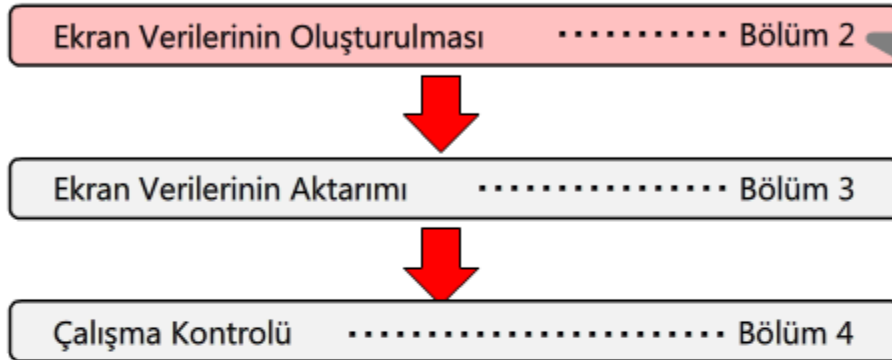 Ekran Verilerinin Oluşturulması ··········· Bölüm 2
Ekran Verilerinin Aktarımı ················ Bölüm 3
Çalışma Kontrolü ························ Bölüm 4